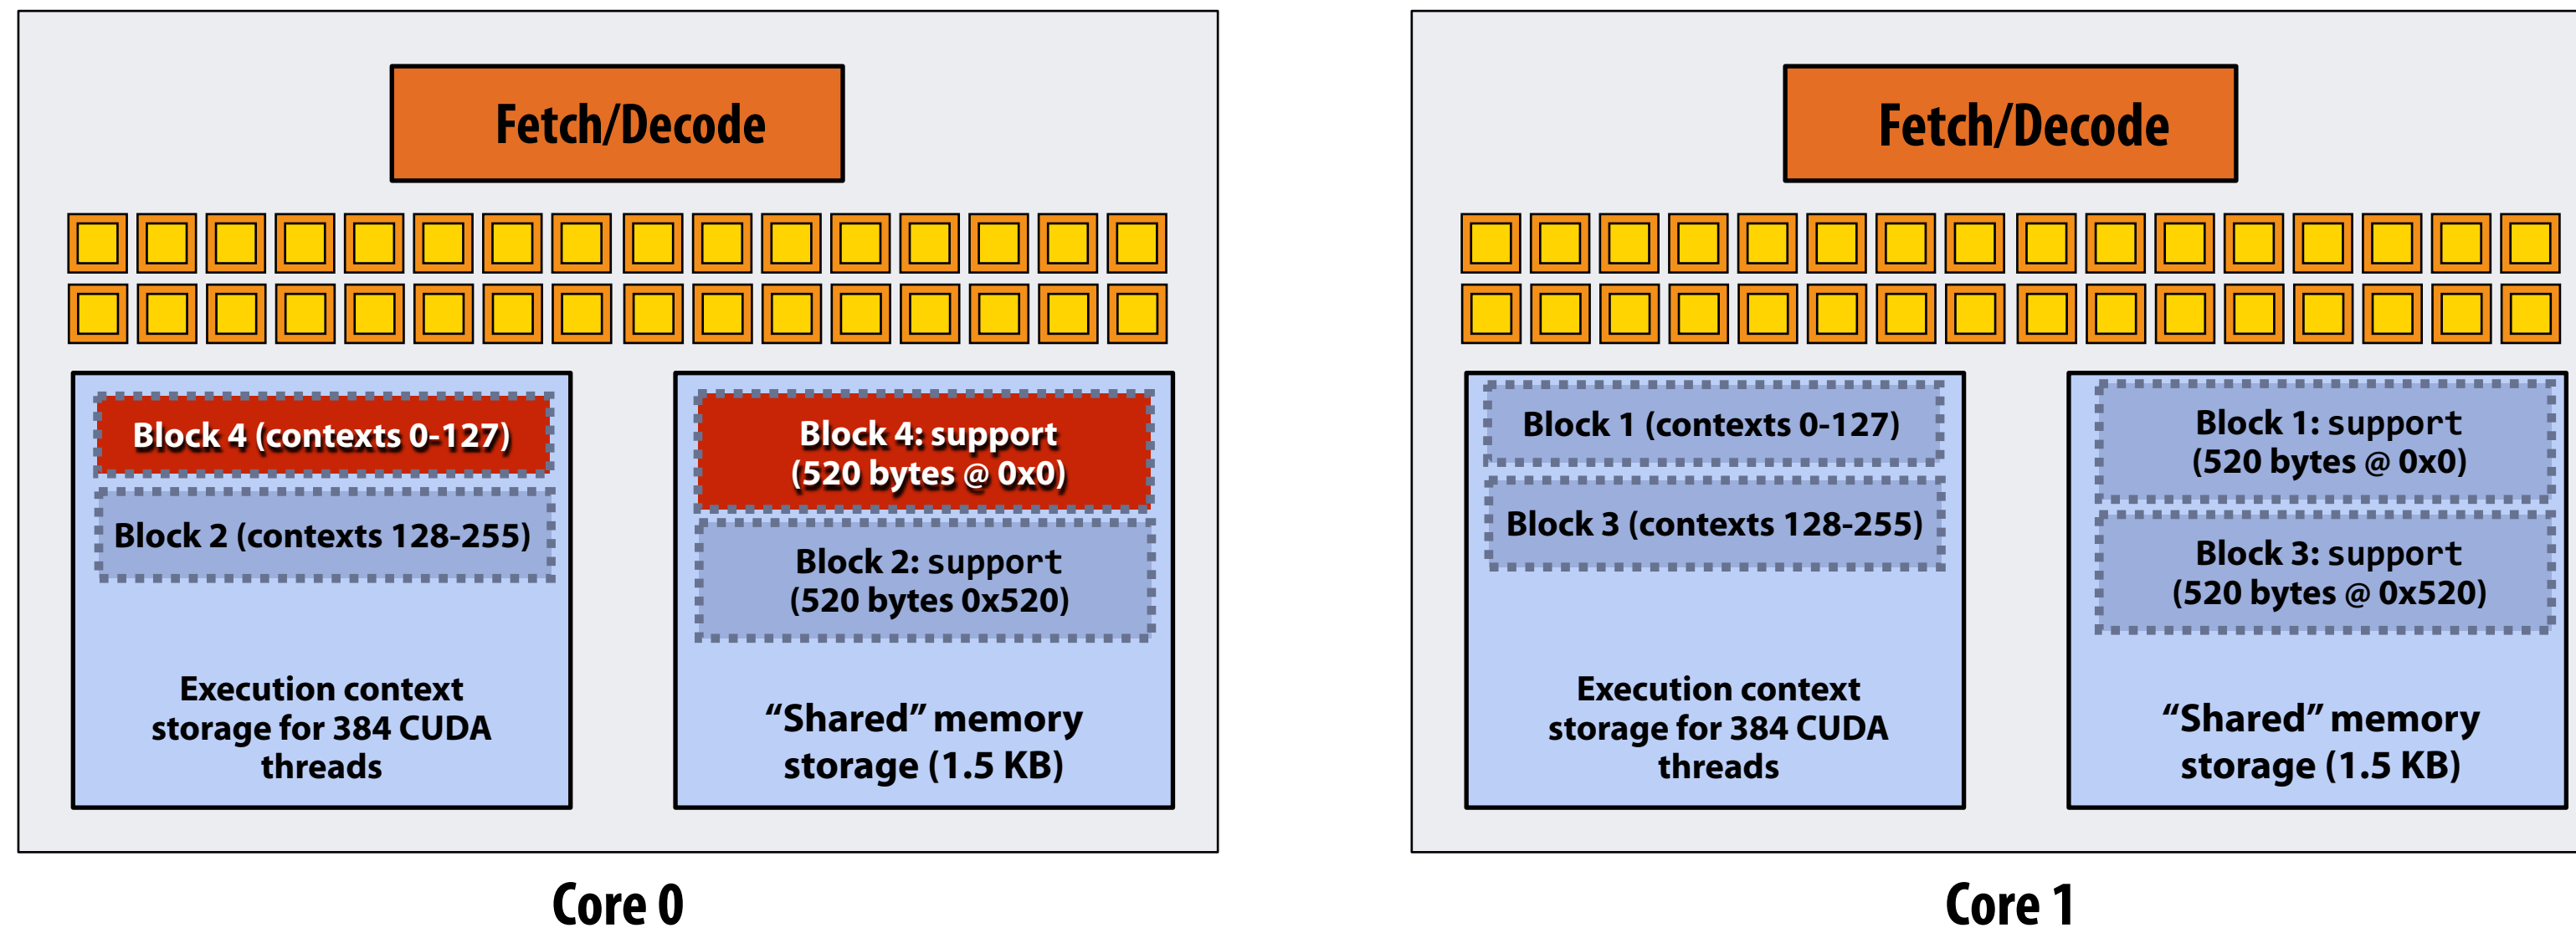 Fetch/Decode
Block 4 (contexts 0-127)
Block 2 (contexts 128-255)
Execution context
storage for 384 CUDA
threads
Block 4: support
(520 bytes @ 0x0)
Block 2: support
(520 bytes 0x520)
“Shared” memory
storage (1.5 KB)
Core 0
Fetch/Decode
Block 1 (contexts 0-127)
Block 3 (contexts 128-255)
Execution context
storage for 384 CUDA
threads
Block 1: support
(520 bytes @ 0x0)
Block 3: support
(520 bytes @ 0x520)
“Shared” memory
storage (1.5 KB)
Core 1